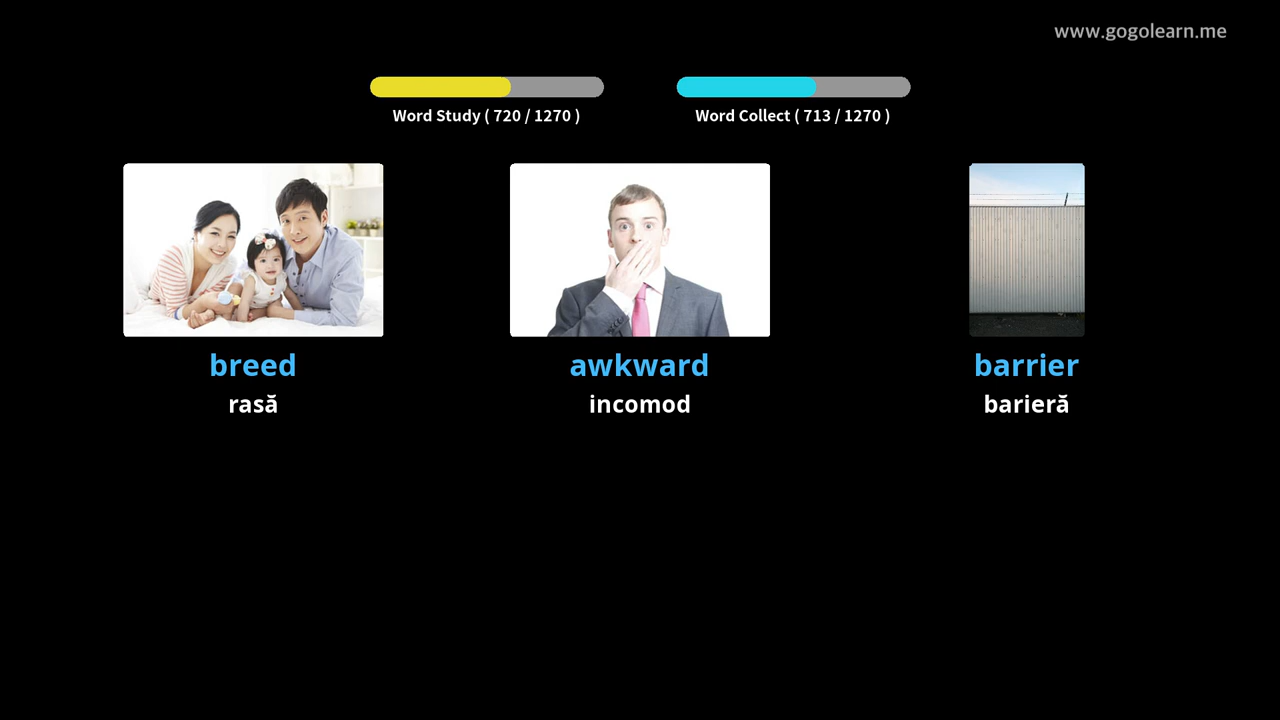 www.gogolearn.me
Word Study ( 720 / 1270 )
Word Collect ( 713 / 1270 )
breed
awkward
barrier
rasă
incomod
barieră